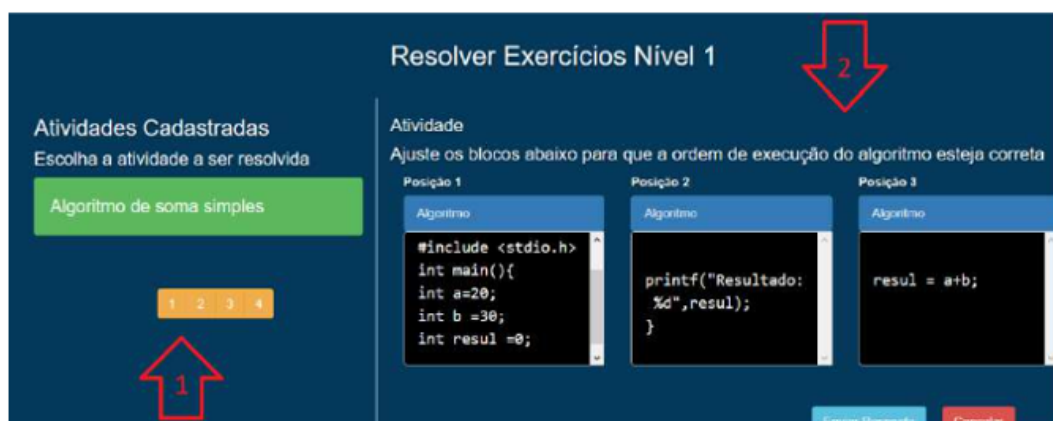 Resolver Exercícios Nível 1
2
Atividades Cadastradas
Escolha a atividade a ser resolvida
Algoritmo de soma simples
1 2 3 4
1
Atividade
Ajuste os blocos abaixo para que a ordem de execução do algoritmo esteja correta
Posição 1
Algoritmo
#include <stdio.h>
int main(){
int a=20;
int b =30;
int resul =0;
Posição 2
Algoritmo
printf("Resultado:
%d",resul);
}
Posição 3
Algoritmo
resul = a+b;